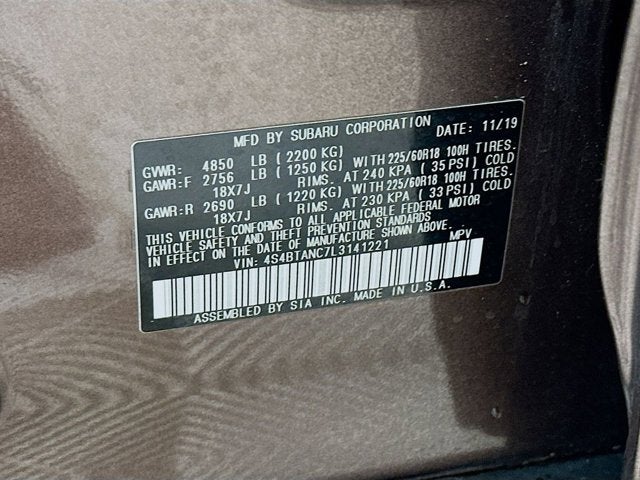 MFD BY SUBARU CORPORATION DATE: 11/19
GVWR: 4850 LB ( 2200 KG)
GAWR:F 2756 LB ( 1250 KG) WITH 225/60R18 100H TIRES.
18X7J RIMS. AT 240 KPA ( 35 PSI) COLD
GAWR:R 2690 LB ( 1220 KG) WITH 225/60R18 100H TIRES.
18X7J RIMS. AT 230 KPA ( 33 PSI) COLD
THIS VEHICLE CONFORMS TO ALL APPLICABLE FEDERAL MOTOR
VEHICLE SAFETY AND THEFT PREVENTION STANDARDS
IN EFFECT ON THE DATE OF MANUFACTURE SHOWN ABOVE.
VIN: 4S4BTANC7L3141221 MPV
ASSEMBLED BY SIA INC. MADE IN U.S.A.